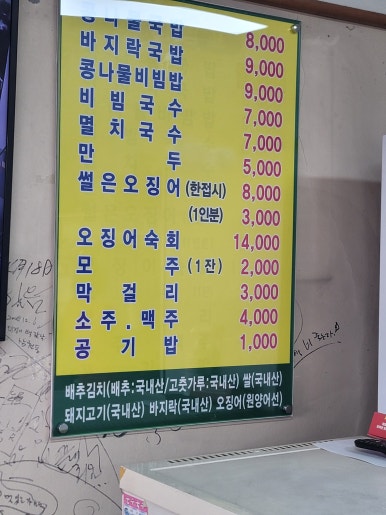 콩나물국밥 8,000
바지락국밥 9,000
콩나물비빔밥 9,000
비빔국수 7,000
멸치국수 7,000
만두 5,000
썰은오징어 (한접시) 8,000
(1인분) 3,000
오징어숙회 14,000
모주 (1잔) 2,000
막걸리 3,000
소주.맥주 4,000
공기밥 1,000
배추김치(배추:국내산/고춧가루:국내산) 쌀(국내산)
돼지고기(국내산) 바지락(국내산) 오징어(원양어선)